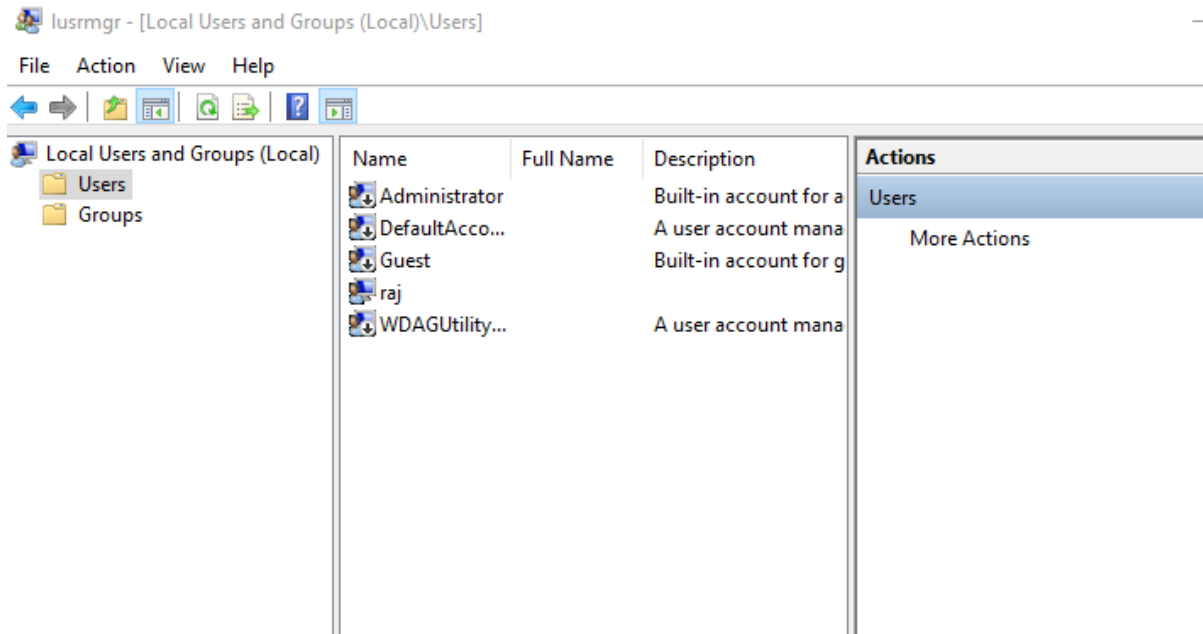 lusrmgr - [Local Users and Groups (Local)\Users]
File Action View Help
Local Users and Groups (Local)
Users
Groups
Name Full Name Description
Administrator Built-in account for a
DefaultAcco... A user account mana
Guest Built-in account for g
raj
WDAGUtility... A user account mana
Actions
Users
More Actions